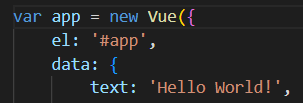 var app = new Vue({
    el: '#app',
    data: {
        text: 'Hello World!',